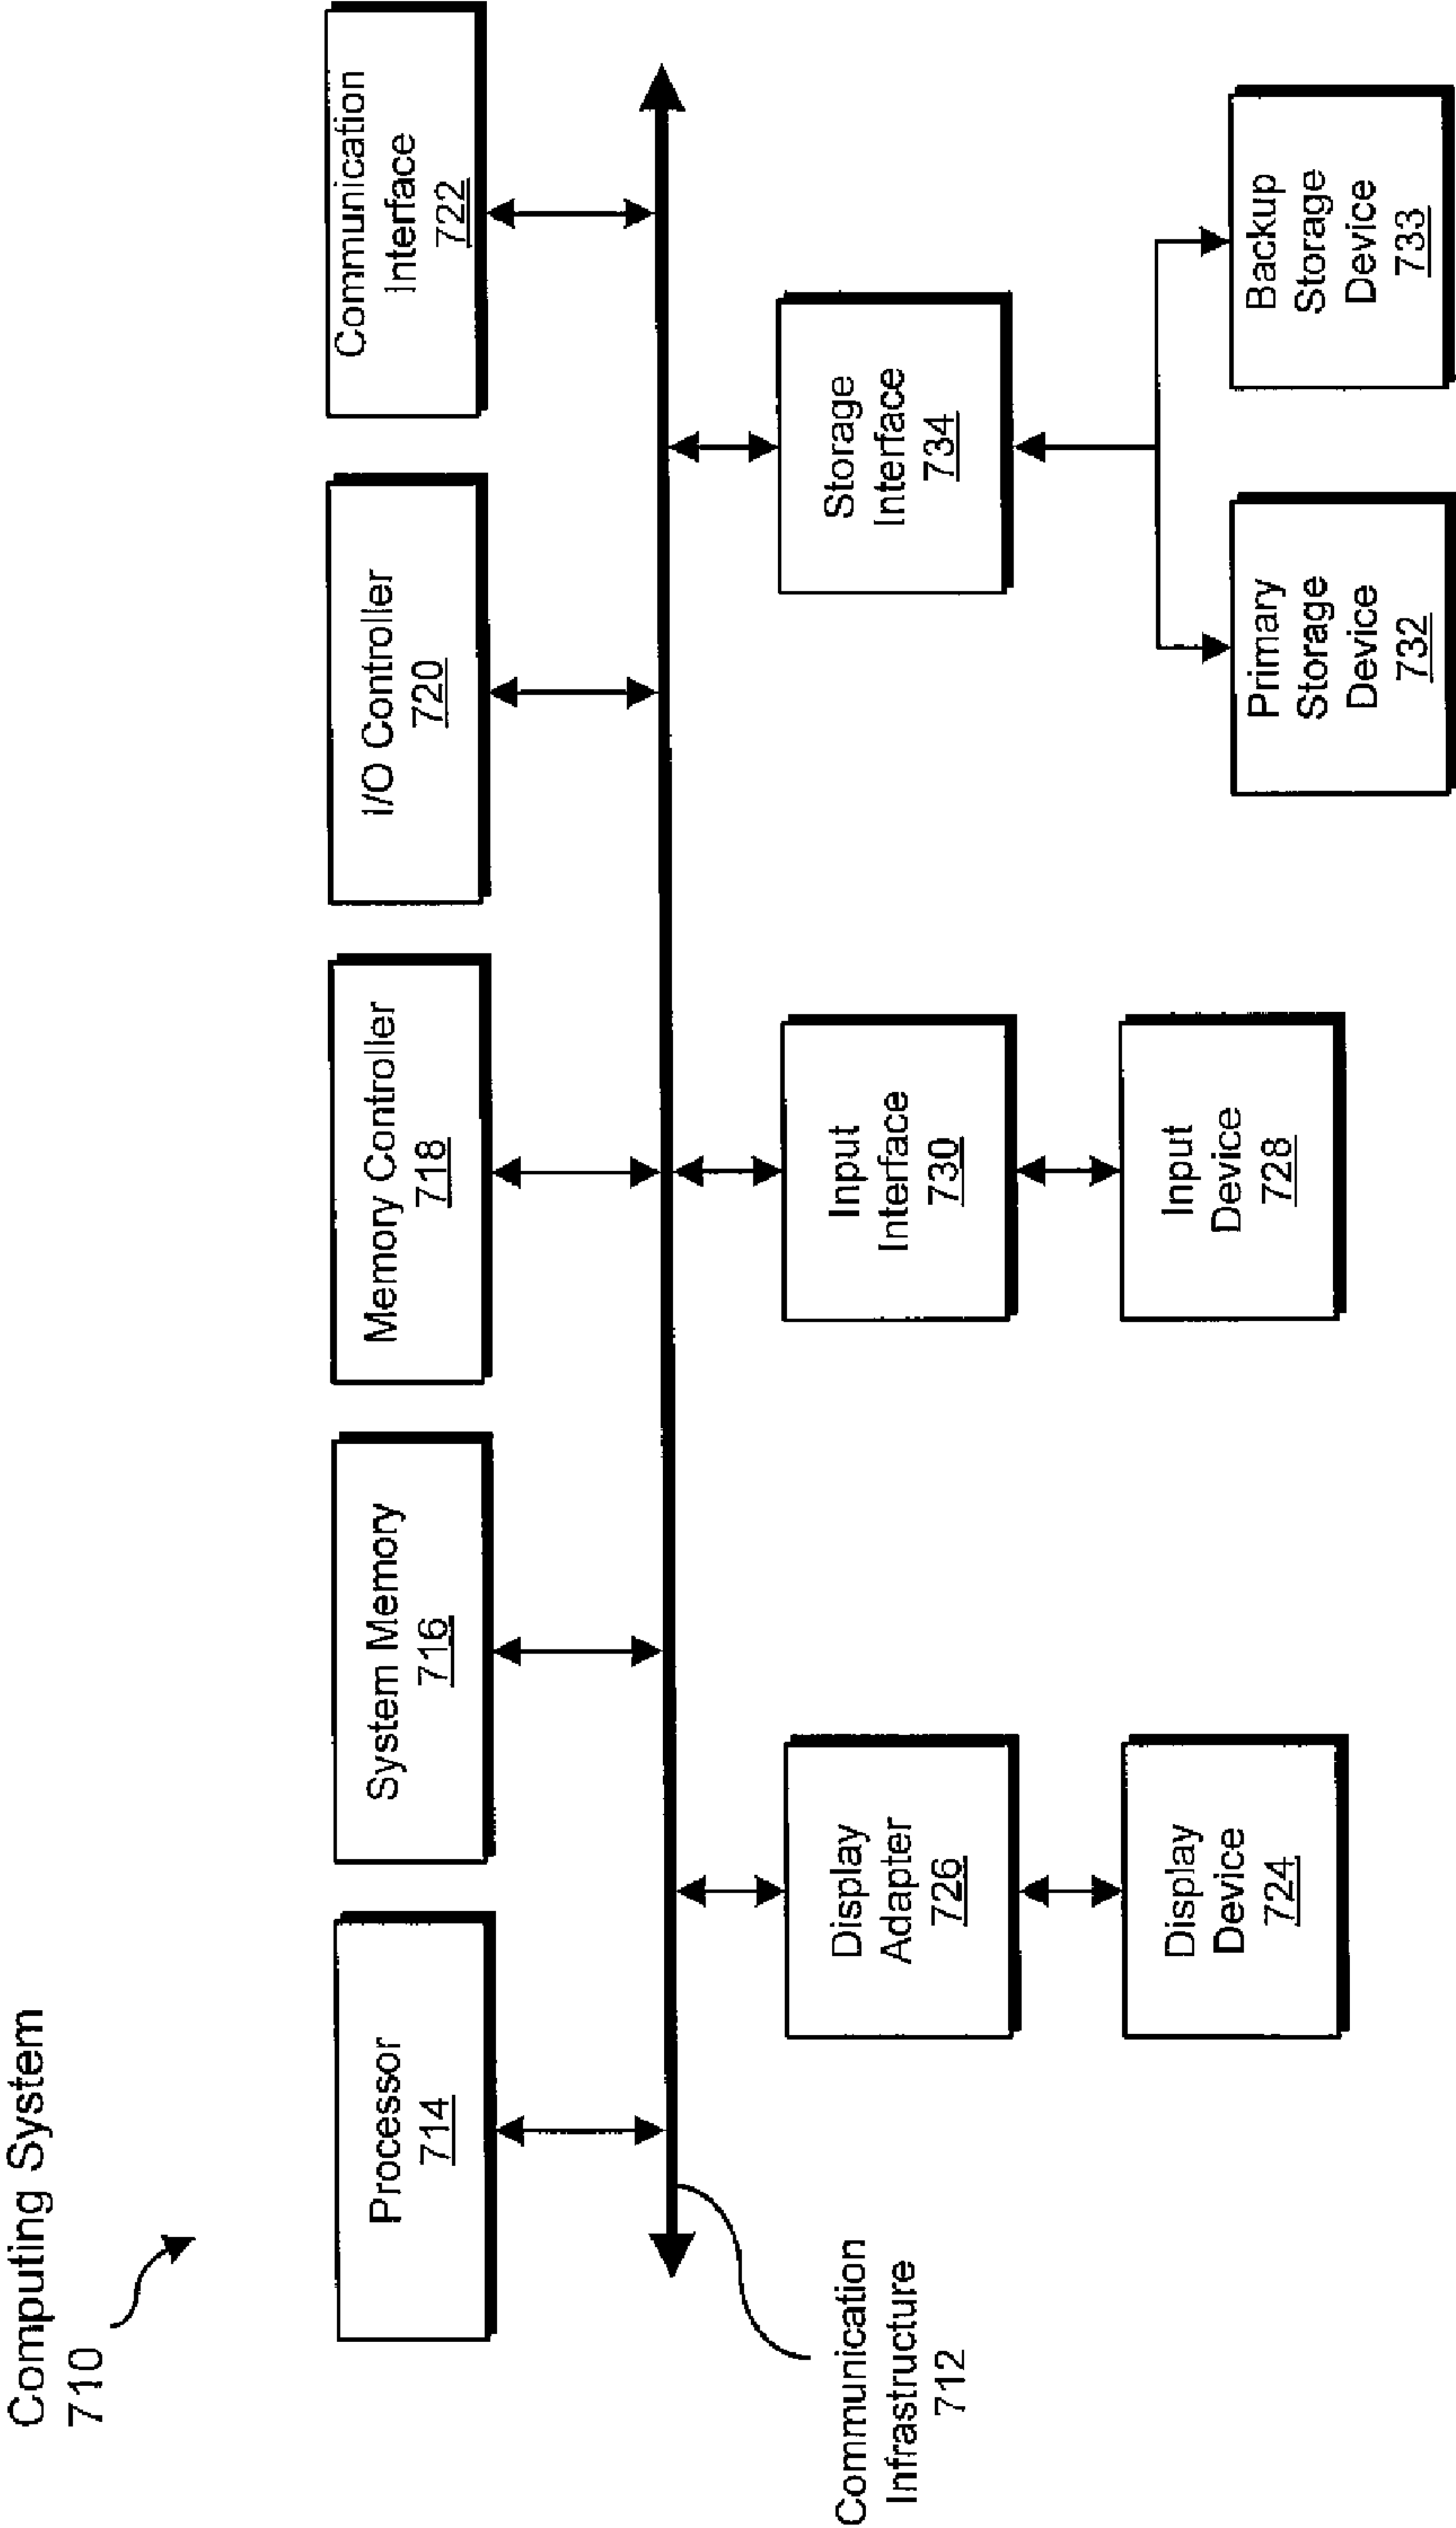 Computing System
710
Processor
714
System Memory
716
Memory Controller
718
I/O Controller
720
Communication
Interface
722
Communication
Infrastructure
712
Display
Adapter
726
Input
Interface
730
Storage
Interface
734
Display
Device
724
Input
Device
728
Primary
Storage
Device
732
Backup
Storage
Device
733